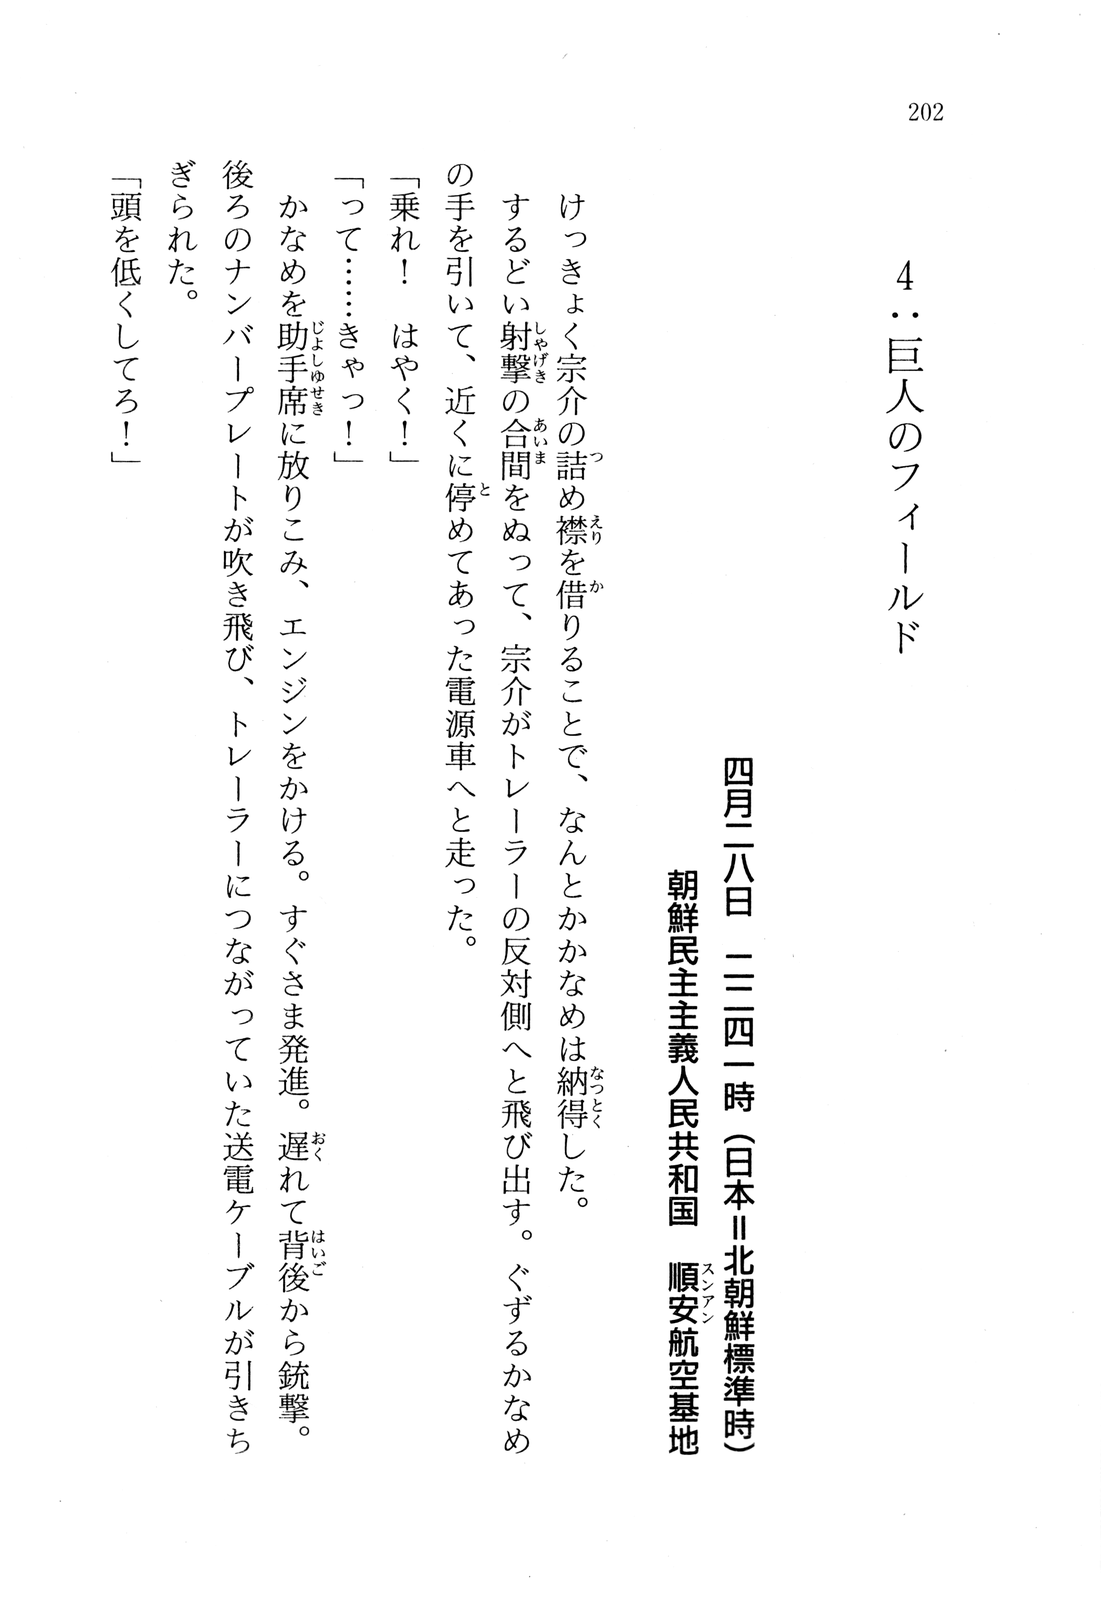 202
4：巨人のフィールド
四月二八日　二二四一時（日本＝北朝鮮標準時）
朝鮮民主主義人民共和国　順安航空基地
けっきょく宗介の詰め襟を借りることで、なんとかかなめは納得した。
するどい射撃の合間をぬって、宗介がトレーラーの反対側へと飛び出す。ぐずるかなめ
の手を引いて、近くに停めてあった電源車へと走った。
「乗れ！　はやく！」
「って……きゃっ！」
かなめを助手席に放りこみ、エンジンをかける。すぐさま発進。遅れて背後から銃撃。
後ろのナンバープレートが吹き飛び、トレーラーにつながっていた送電ケーブルが引きち
ぎられた。
「頭を低くしてろ！」